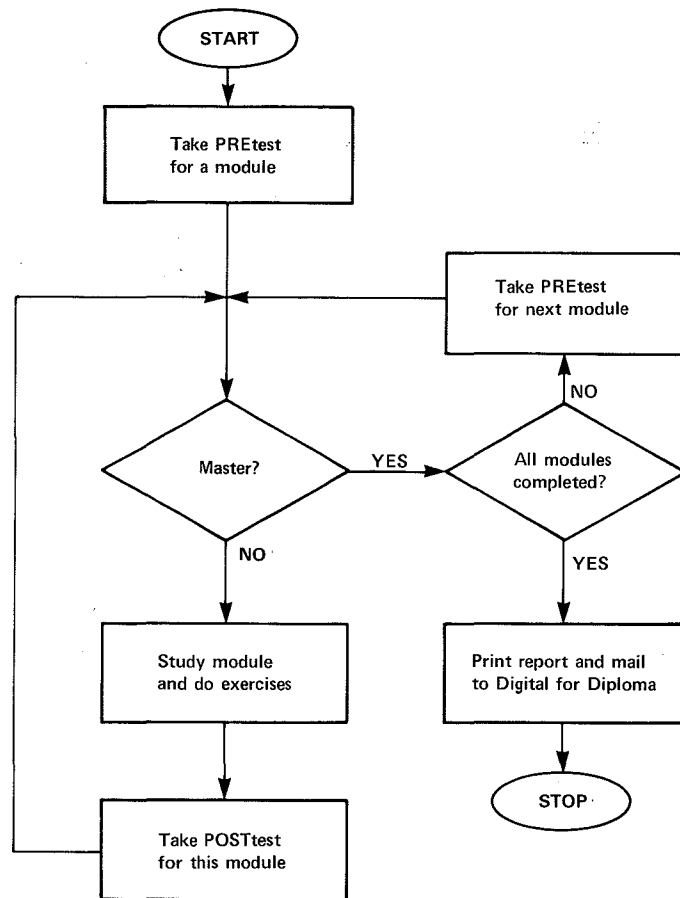 START
Take PREtest
for a module
Take PREtest
for next module
NO
Master?
YES
All modules
completed?
NO
YES
Study module
and do exercises
Print report and mail
to Digital for Diploma
STOP
Take POSTtest
for this module